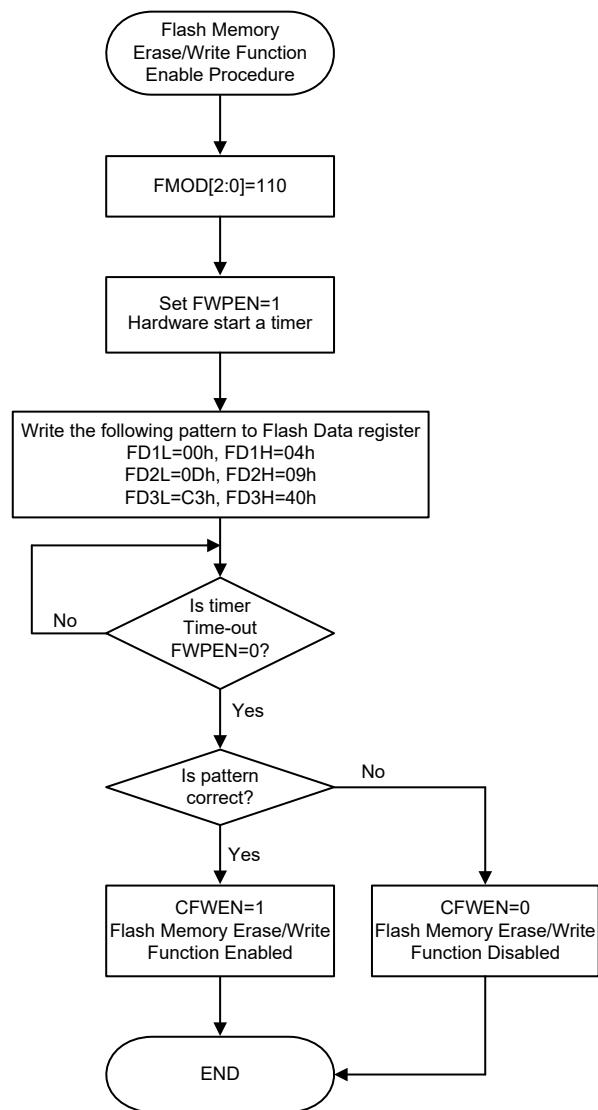 Flash Memory
Erase/Write Function
Enable Procedure
FMOD[2:0]=110
Set FWPEN=1
Hardware start a timer
Write the following pattern to Flash Data register
FD1L=00h, FD1H=04h
FD2L=0Dh, FD2H=09h
FD3L=C3h, FD3H=40h
Is timer
Time-out
FWPEN=0?
No
Yes
Is pattern
correct?
No
Yes
CFWEN=1
Flash Memory Erase/Write
Function Enabled
CFWEN=0
Flash Memory Erase/Write
Function Disabled
END